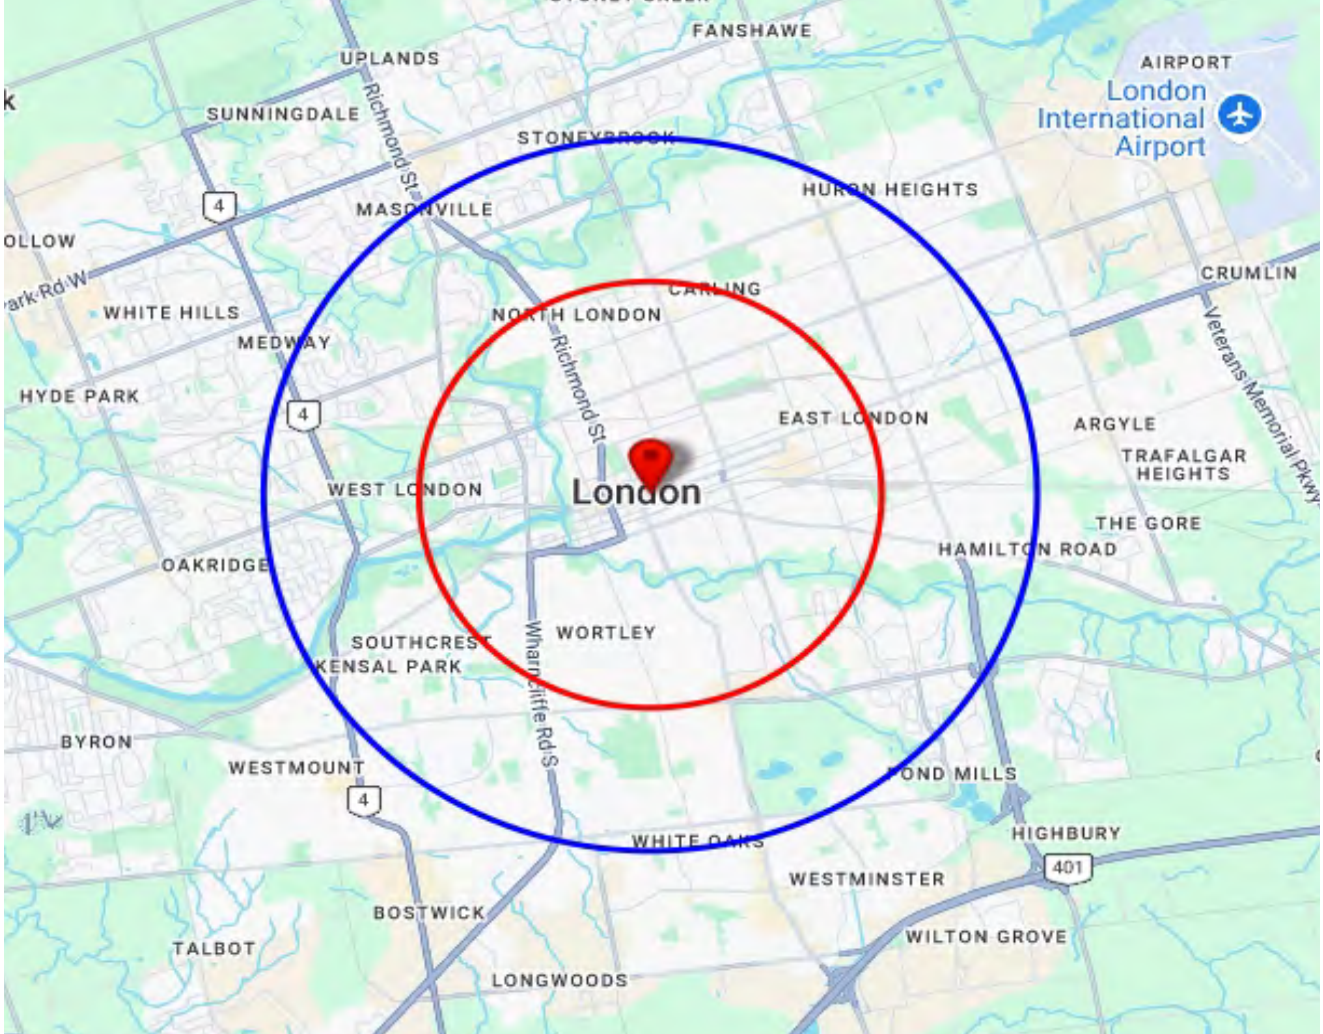 STONEY CREEK
FANSHAWE
UPLANDS
AIRPORT
London
International
Airport
k
SUNNINGDALE
Richmond St
STONEYBROOK
HURON HEIGHTS
4
MASONVILLE
OLLOW
CRUMLIN
ark Rd W
CARLING
WHITE HILLS
NORTH LONDON
MEDWAY
Richmond St
Veterans Memorial Pkwy
HYDE PARK
4
EAST LONDON
ARGYLE
TRAFALGAR
HEIGHTS
WEST LONDON
London
THE GORE
HAMILTON ROAD
OAKRIDGE
WORTLEY
SOUTHCREST
KENSAL PARK
Wharncliffe Rd S
BYRON
WESTMOUNT
POND MILLS
4
WHITE OAKS
HIGHBURY
401
WESTMINSTER
BOSTWICK
WILTON GROVE
TALBOT
LONGWOODS